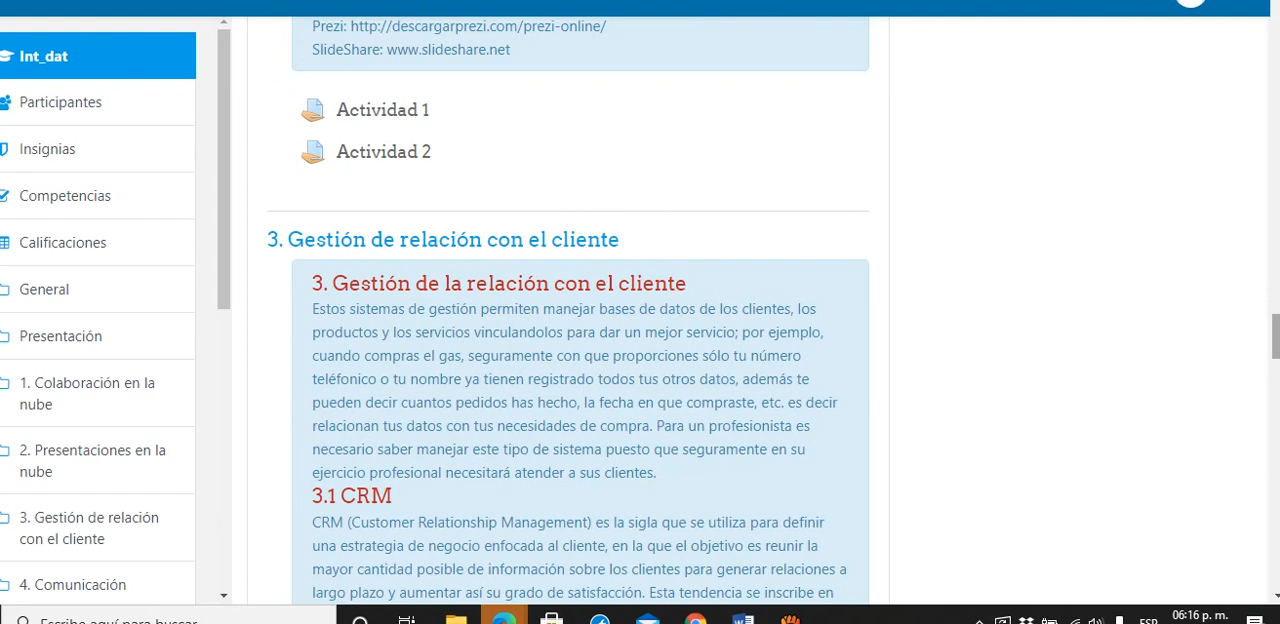 Prezi: http://descargarprezi.com/prezi-online/
SlideShare: www.slideshare.net
Actividad 1
Actividad 2
Int_dat
Participantes
Insignias
Competencias
Calificaciones
General
Presentación
1. Colaboración en la
nube
2. Presentaciones en la
nube
3. Gestión de relación
con el cliente
4. Comunicación
3. Gestión de relación con el cliente
3. Gestión de la relación con el cliente
Estos sistemas de gestión permiten manejar bases de datos de los clientes, los
productos y los servicios vinculandolos para dar un mejor servicio; por ejemplo,
cuando compras el gas, seguramente con que proporciones sólo tu número
teléfonico o tu nombre ya tienen registrado todos tus otros datos, además te
pueden decir cuantos pedidos has hecho, la fecha en que compraste, etc. es decir
relacionan tus datos con tus necesidades de compra. Para un profesionista es
necesario saber manejar este tipo de sistema puesto que seguramente en su
ejercicio profesional necesitará atender a sus clientes.
3.1 CRM
CRM (Customer Relationship Management) es la sigla que se utiliza para definir
una estrategia de negocio enfocada al cliente, en la que el objetivo es reunir la
mayor cantidad posible de información sobre los clientes para generar relaciones a
largo plazo y aumentar así su grado de satisfacción. Esta tendencia se inscribe en
Escribe aquí para buscar
ESP
06:16 p. m.